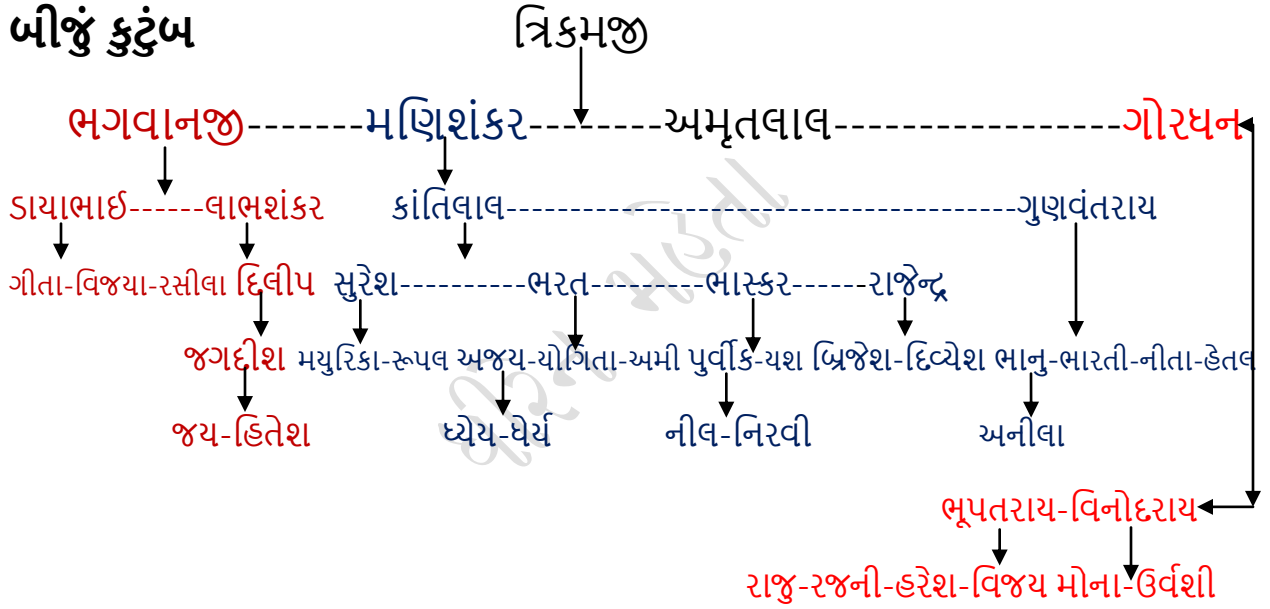 બીજું કુટુંબ ત્રિકમજી
ભગવાનજી------મણિશંકર-------અમૃતલાલ---------------ગોરધન
ડાયાભાઈ------લાભશંકર કાંતિલાલ-----------------------------------------ગુણવંતરાય
ગીતા-વિજયા-રસીલા દિલીપ સુરેશ----------ભરત---------ભાસ્કર------રાજેન્દ્ર
જગદીશ મયુરિકા-રૂપલ અજય-યોગિતા-અમી પુર્વીક-યશ બ્રિજેશ-દિવ્યેશ ભાનુ-ભારતી-નીતા-હેતલ
જય-હિતેશ ધ્યેય-ધેર્ય નીલ-નિરવી અનીલા
ભૂપતરાય-વિનોદરાય
રાજુ-રજની-હરેશ-વિજય મોના-ઉર્વશી